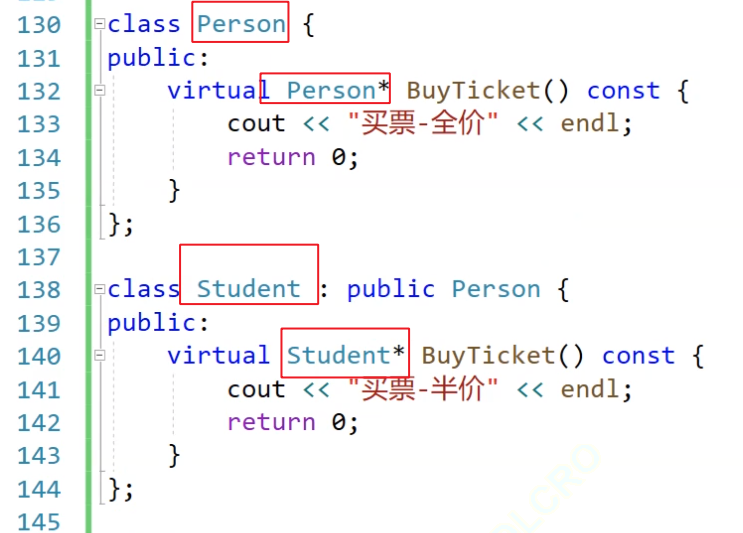 130 class Person {
131 public:
132 virtual Person* BuyTicket() const {
133 cout << "买票-全价" << endl;
134 return 0;
135 }
136 };
137
138 class Student : public Person {
139 public:
140 virtual Student* BuyTicket() const {
141 cout << "买票-半价" << endl;
142 return 0;
143 }
144 };
145